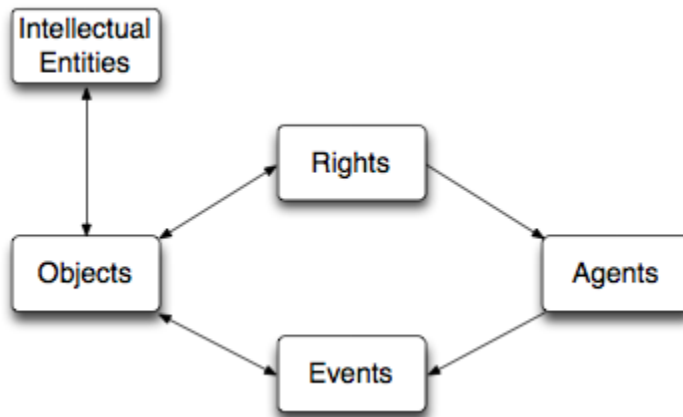 Intellectual
Entities
Rights
Objects
Agents
Events